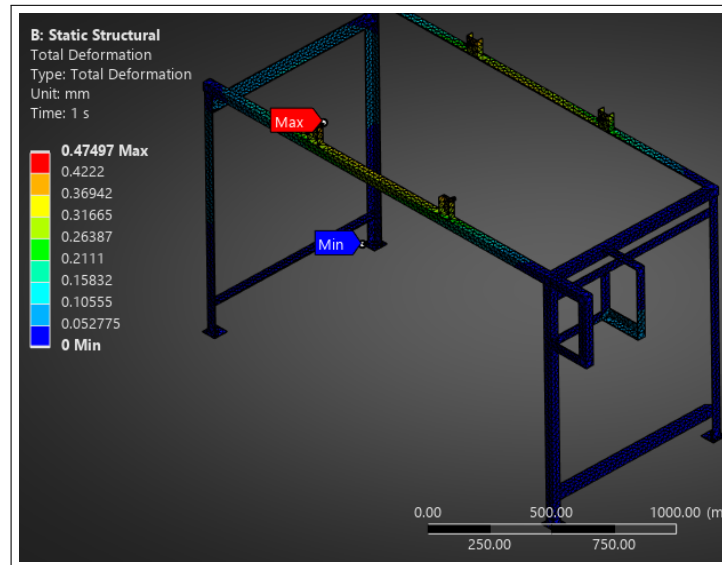 B: Static Structural
Total Deformation
Type: Total Deformation
Unit: mm
Time: 1 s
0.47497 Max
0.4222
0.36942
0.31665
0.26387
0.2111
0.15832
0.10555
0.052775
0 Min
Max
Min
0.00 500.00 1000.00 (m
250.00 750.00